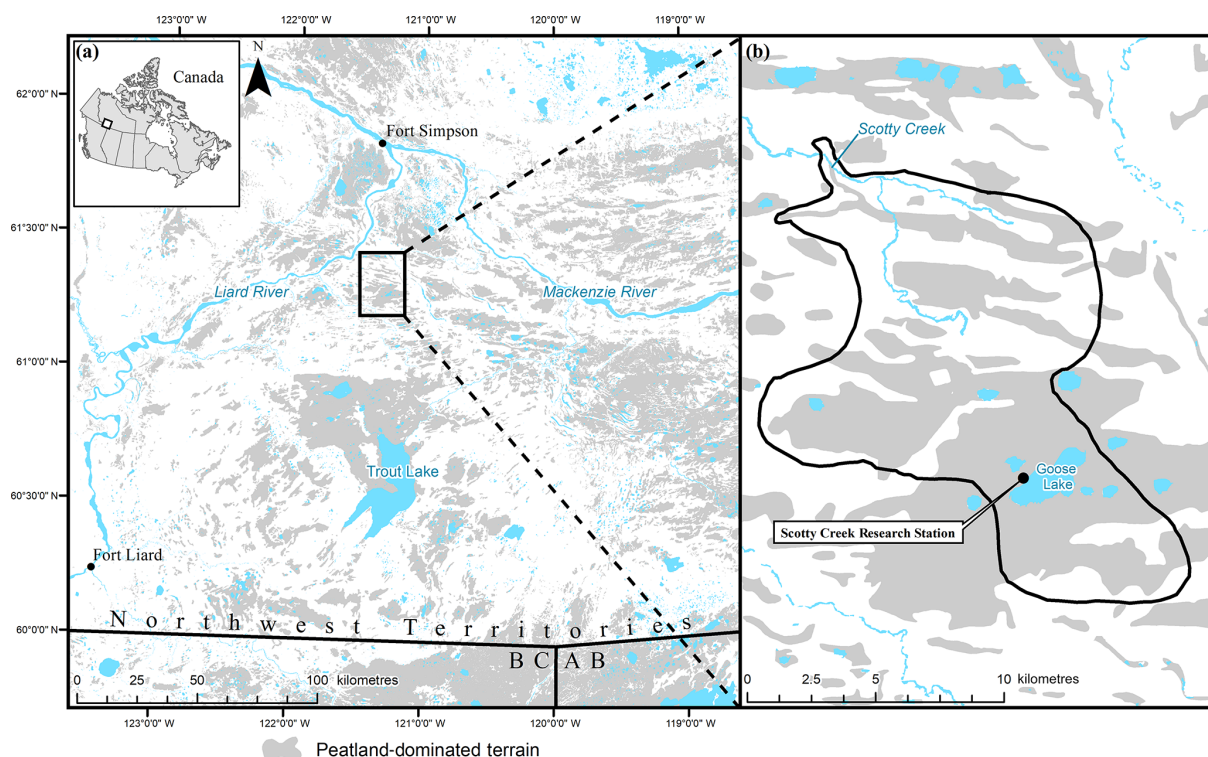 123°0'0" W 122°0'0" W 121°0'0" W 120°0'0" W 119°0'0" W
(a)
Canada
N
(b)
62°0'0" N
Fort Simpson
Scotty Creek
61°30'0" N
Liard River
Mackenzie River
61°0'0" N
Trout Lake
Goose
Lake
60°30'0" N
Scotty Creek Research Station
Fort Liard
Northwest Territories
60°0'0" N
BC AB
0 25 50 100 kilometres
0 2.5 5 10 kilometres
123°0'0" W 122°0'0" W 121°0'0" W 120°0'0" W 119°0'0" W
Peatland-dominated terrain